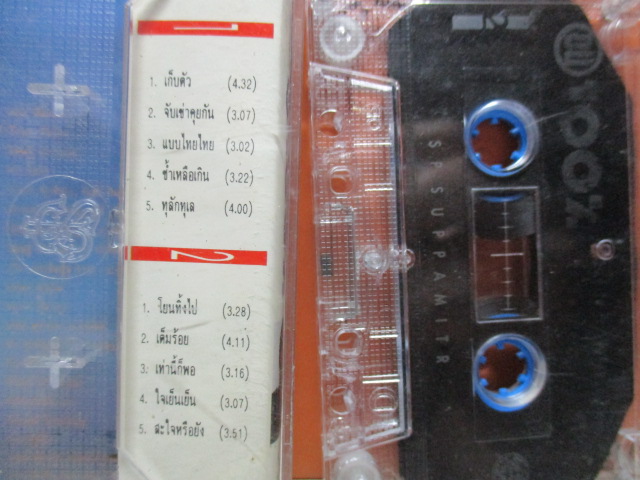 1
1. เก็บตัว (4.32)
2. จับเข่าคุยกัน (3.07)
3. แบบไทยไทย (3.02)
4. ช้ำเหลือเกิน (3.22)
5. ทุลักทุเล (4.00)
2
1. โยนทิ้งไป (3.28)
2. เต็มร้อย (4.11)
3. เท่านี้ก็พอ (3.16)
4. ใจเย็นเย็น (3.07)
5. สะใจหรือยัง (3.51)
2
100%
SP SUPPAMITR